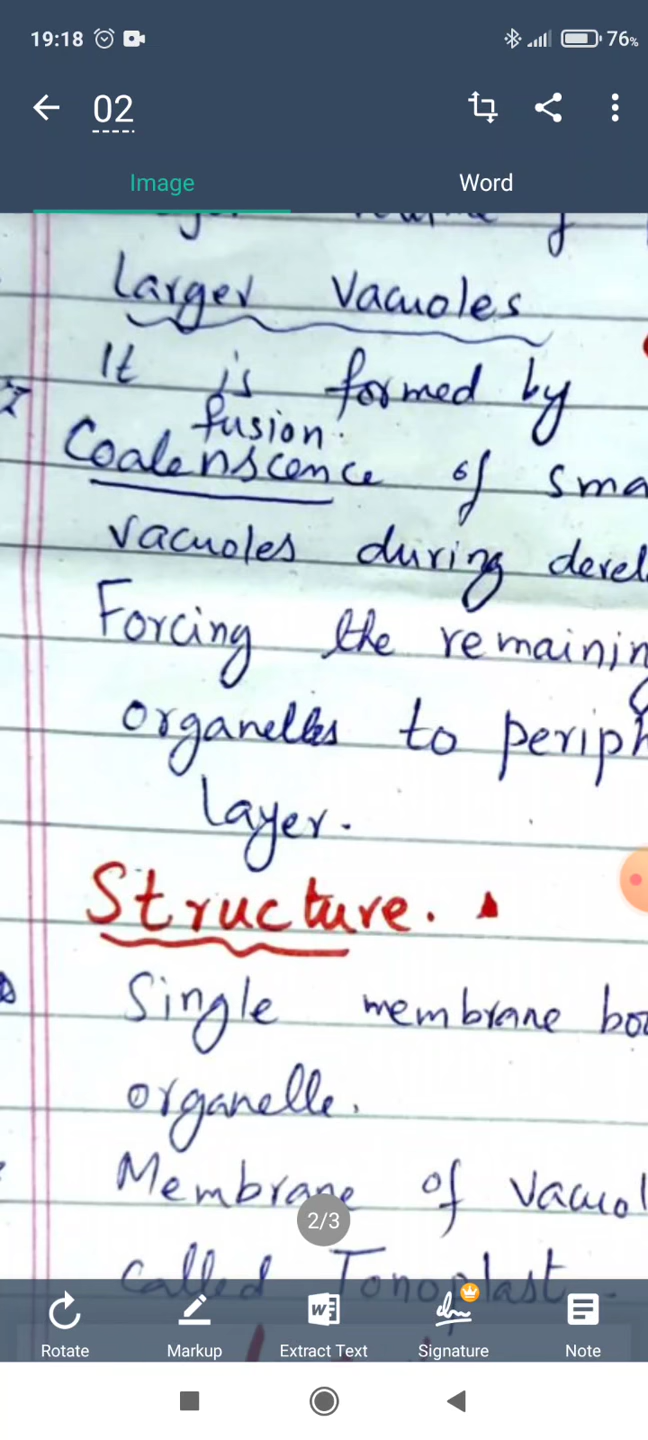 19:18 76%
02
Image Word
Larger Vacuoles
It is formed by
fusion.
Coalenscence of sma
vacuoles during devel
Forcing the remainin
organelles to periph
layer.
Structure.
Single membrane bou
organelle.
Membrane of vacuol
2/3
called Tonoplast.
Rotate Markup Extract Text Signature Note